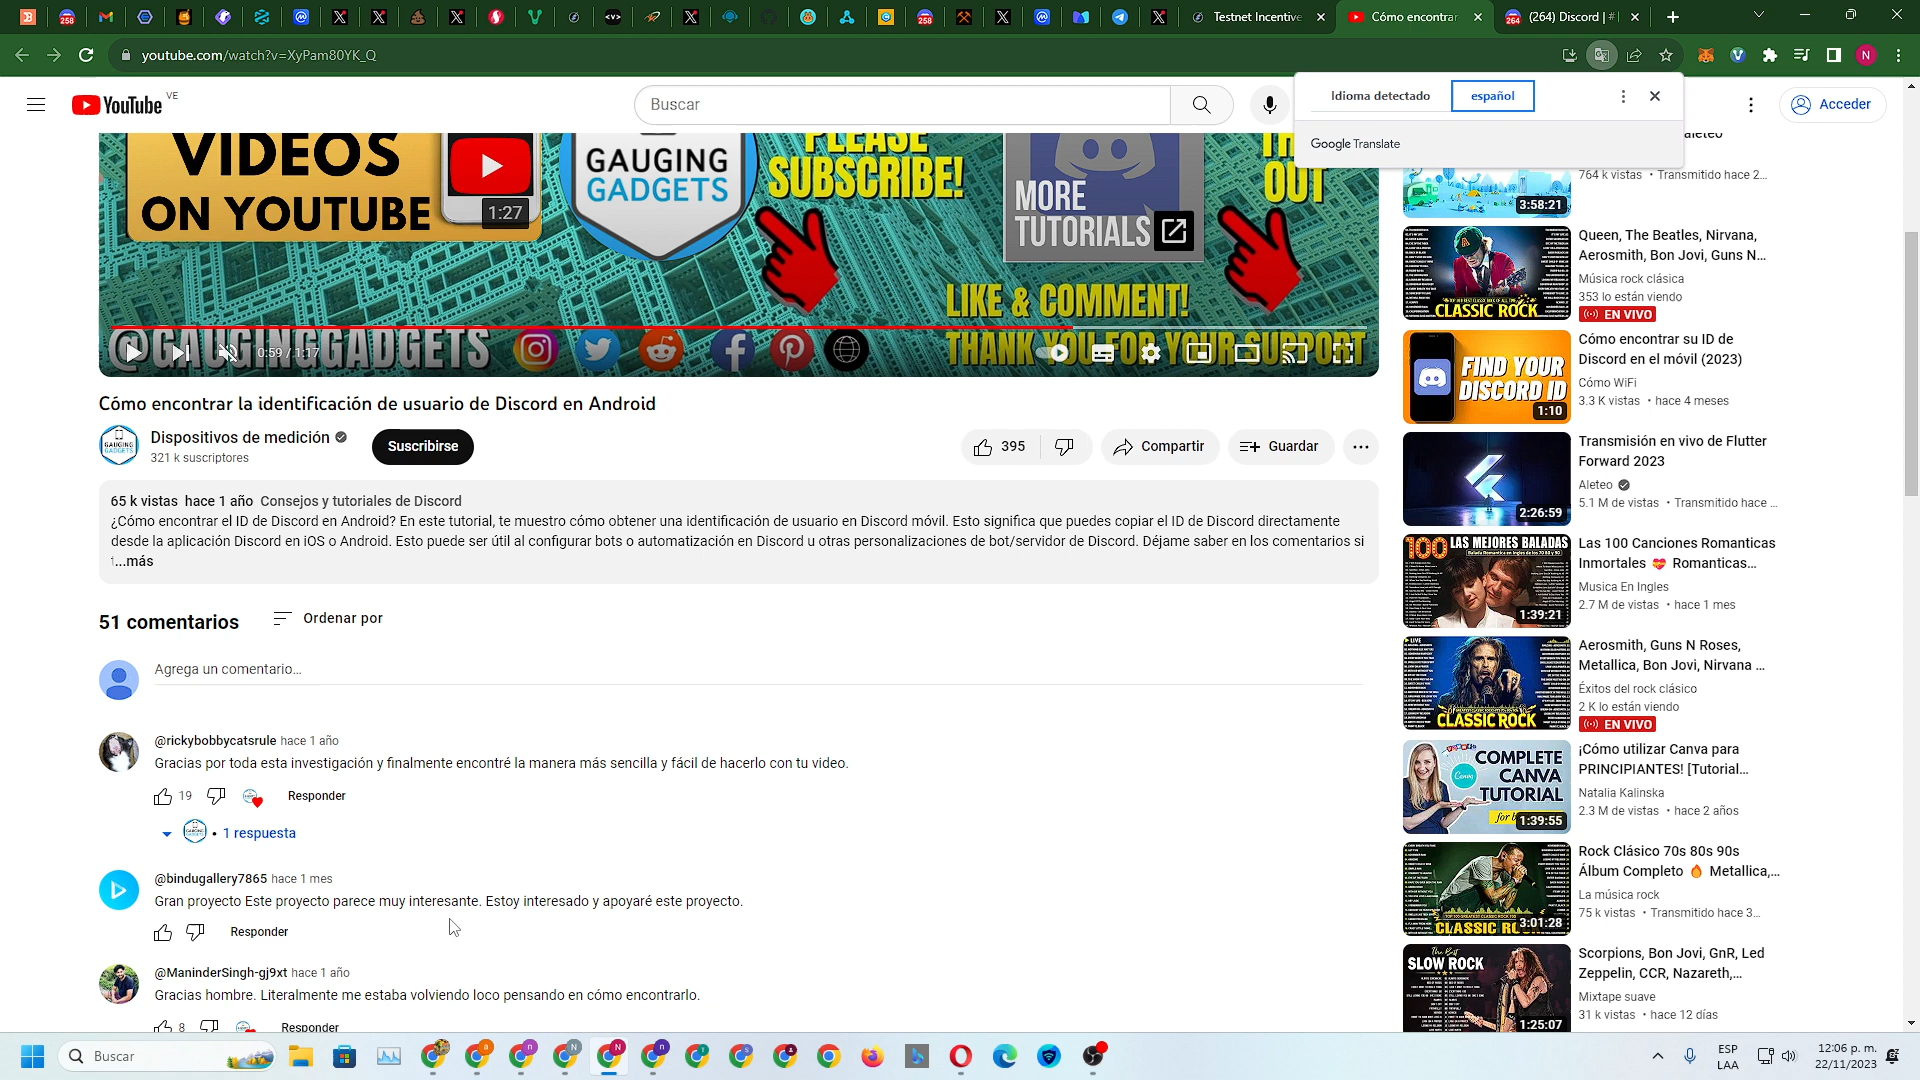 Testnet Incentive
Cómo encontrar
(264) Discord | #
youtube.com/watch?v=XyPam80YK_Q
YouTube VE
Buscar
Idioma detectado
español
Google Translate
Acceder
VIDEOS
ON YOUTUBE
1:27
GAUGING
GADGETS
PLEASE
SUBSCRIBE!
MORE
TUTORIALS
OUT
LIKE & COMMENT!
THANK YOU FOR YOUR SUPPORT
@GAUGINGGADGETS
0:59 / 1:17
Cómo encontrar la identificación de usuario de Discord en Android
Dispositivos de medición
321 k suscriptores
Suscribirse
395
Compartir
Guardar
65 k vistas hace 1 año Consejos y tutoriales de Discord
¿Cómo encontrar el ID de Discord en Android? En este tutorial, te muestro cómo obtener una identificación de usuario en Discord móvil. Esto significa que puedes copiar el ID de Discord directamente
desde la aplicación Discord en iOS o Android. Esto puede ser útil al configurar bots o automatización en Discord u otras personalizaciones de bot/servidor de Discord. Déjame saber en los comentarios si
...más
51 comentarios
Ordenar por
Agrega un comentario...
@rickybobbycatsrule hace 1 año
Gracias por toda esta investigación y finalmente encontré la manera más sencilla y fácil de hacerlo con tu video.
19
Responder
• 1 respuesta
@bindugallery7865 hace 1 mes
Gran proyecto Este proyecto parece muy interesante. Estoy interesado y apoyaré este proyecto.
Responder
@ManinderSingh-gj9xt hace 1 año
Gracias hombre. Literalmente me estaba volviendo loco pensando en cómo encontrarlo.
8
Responder
764 k vistas • Transmitido hace 2...
3:58:21
Queen, The Beatles, Nirvana,
Aerosmith, Bon Jovi, Guns N...
Música rock clásica
353 lo están viendo
EN VIVO
CLASSIC ROCK
Cómo encontrar su ID de
Discord en el móvil (2023)
Cómo WiFi
3.3 K vistas • hace 4 meses
FIND YOUR
DISCORD ID
1:10
Transmisión en vivo de Flutter
Forward 2023
Aleteo
5.1 M de vistas • Transmitido hace ...
2:26:59
100 LAS MEJORES BALADAS
Las 100 Canciones Romanticas
Inmortales 💝 Romanticas...
Musica En Ingles
2.7 M de vistas • hace 1 mes
1:39:21
Aerosmith, Guns N Roses,
Metallica, Bon Jovi, Nirvana ...
Éxitos del rock clásico
2 K lo están viendo
EN VIVO
CLASSIC ROCK
¡Cómo utilizar Canva para
PRINCIPIANTES! [Tutorial...
Natalia Kalinska
2.3 M de vistas • hace 2 años
COMPLETE
CANVA
TUTORIAL
Canva
1:39:55
Rock Clásico 70s 80s 90s
Álbum Completo 🔥 Metallica,...
La música rock
75 k vistas • Transmitido hace 3...
3:01:28
Scorpions, Bon Jovi, GnR, Led
Zeppelin, CCR, Nazareth,...
Mixtape suave
31 k vistas • hace 12 días
The Best
SLOW ROCK
1:25:07
Buscar
ESP
LAA
12:06 p. m.
22/11/2023